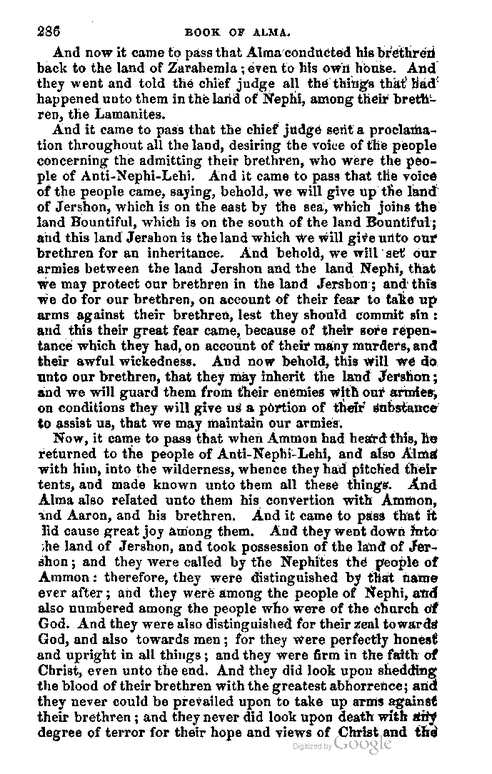 286 BOOK OF ALMA.
And now it came to pass that Alma conducted his brethren
back to the land of Zarahemla; even to his own house. And
they went and told the chief judge all the things that had
happened unto them in the land of Nephi, among their breth-
ren, the Lamanites.
And it came to pass that the chief judge sent a proclama-
tion throughout all the land, desiring the voice of the people
concerning the admitting their brethren, who were the peo-
ple of Anti-Nephi-Lehi. And it came to pass that the voice
of the people came, saying, behold, we will give up the land
of Jershon, which is on the east by the sea, which joins the
land Bountiful, which is on the south of the land Bountiful;
and this land Jershon is the land which we will give unto our
brethren for an inheritance. And behold, we will set our
armies between the land Jershon and the land Nephi, that
we may protect our brethren in the land Jershon; and this
we do for our brethren, on account of their fear to take up
arms against their brethren, lest they should commit sin:
and this their great fear came, because of their sore repen-
tance which they had, on account of their many murders, and
their awful wickedness. And now behold, this will we do
unto our brethren, that they may inherit the land Jershon;
and we will guard them from their enemies with our armies,
on conditions they will give us a portion of their substance
to assist us, that we may maintain our armies.
Now, it came to pass that when Ammon had heard this, he
returned to the people of Anti-Nephi-Lehi, and also Alma
with him, into the wilderness, whence they had pitched their
tents, and made known unto them all these things. And
Alma also related unto them his convertion with Ammon,
and Aaron, and his brethren. And it came to pass that it
did cause great joy among them. And they went down into
the land of Jershon, and took possession of the land of Jer-
shon; and they were called by the Nephites the people of
Ammon: therefore, they were distinguished by that name
ever after; and they were among the people of Nephi, and
also numbered among the people who were of the church of
God. And they were also distinguished for their zeal towards
God, and also towards men; for they were perfectly honest
and upright in all things; and they were firm in the faith of
Christ, even unto the end. And they did look upon shedding
the blood of their brethren with the greatest abhorrence; and
they never could be prevailed upon to take up arms against
their brethren; and they never did look upon death with any
degree of terror for their hope and views of Christ and the
Digitized by Google